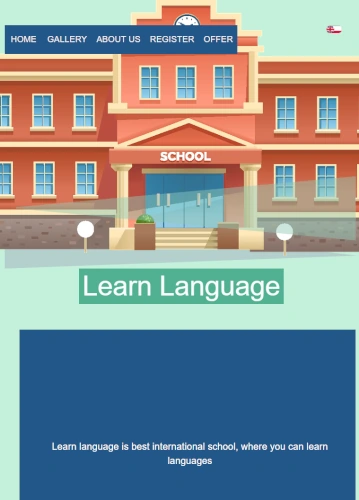 HOME GALLERY ABOUT US REGISTER OFFER
SCHOOL
Learn Language
Learn language is best international school, where you can learn
languages